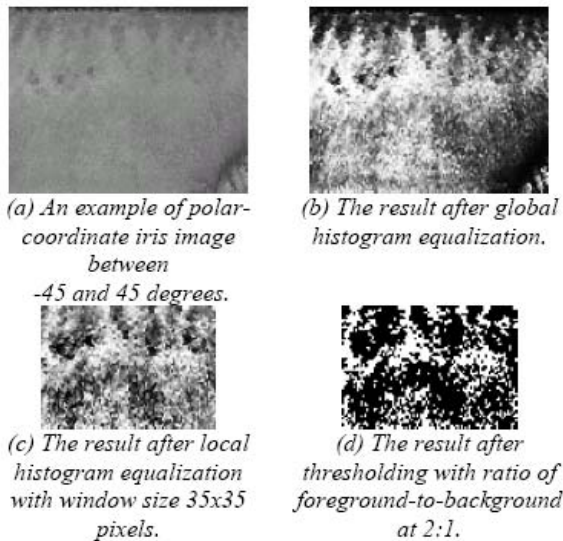 (a) An example of polar-
coordinate iris image
between
-45 and 45 degrees.
(b) The result after global
histogram equalization.
(c) The result after local
histogram equalization
with window size 35x35
pixels.
(d) The result after
thresholding with ratio of
foreground-to-background
at 2:1.